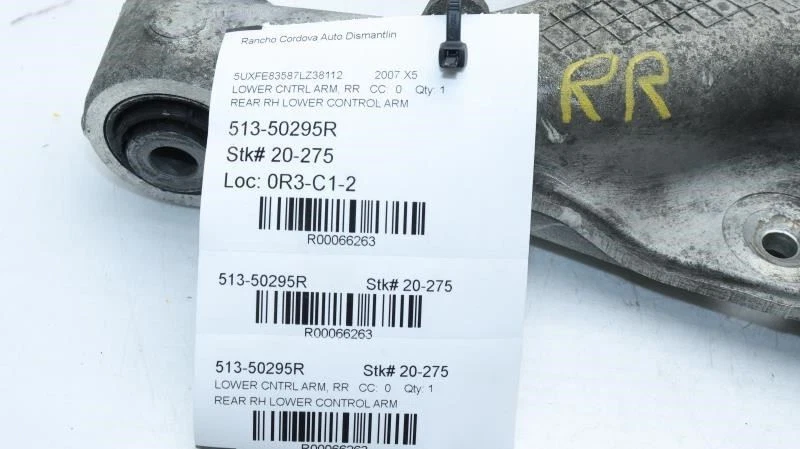 Rancho Cordova Auto Dismantlin
5UXFE83587LZ38112 2007 X5
LOWER CNTRL ARM, RR CC: 0 Qty: 1
REAR RH LOWER CONTROL ARM
513-50295R
Stk# 20-275
Loc: 0R3-C1-2
R00066263
513-50295R Stk# 20-275
R00066263
513-50295R Stk# 20-275
LOWER CNTRL ARM, RR CC: 0 Qty: 1
REAR RH LOWER CONTROL ARM
R00066263
RR